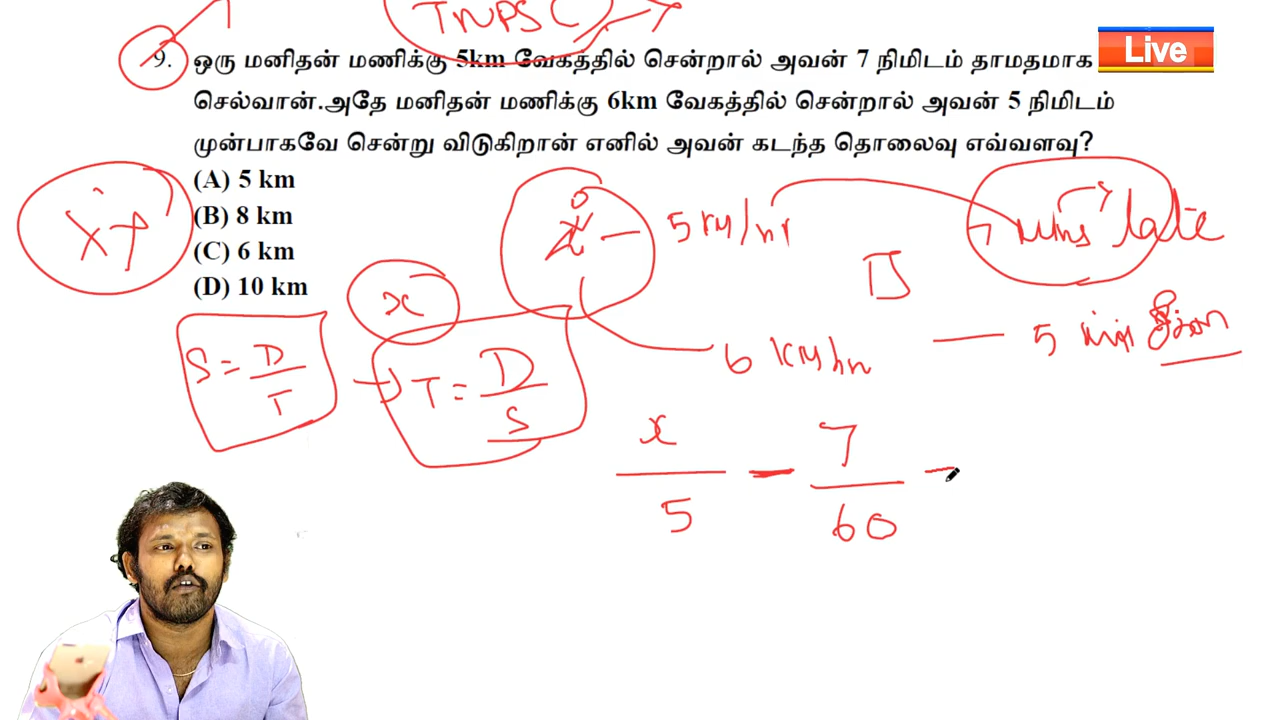 TNPSC
Live
9. ஒரு மனிதன் மணிக்கு 5km வேகத்தில் சென்றால் அவன் 7 நிமிடம் தாமதமாக
செல்வான்.அதே மனிதன் மணிக்கு 6km வேகத்தில் சென்றால் அவன் 5 நிமிடம்
முன்பாகவே சென்று விடுகிறான் எனில் அவன் கடந்த தொலைவு எவ்வளவு?
(A) 5 km
(B) 8 km
(C) 6 km
(D) 10 km
5 KM/hr
7 Mins late
x
6 KM/hr
5 min
S = D/T → T = D/S
x/5 - 7/60 =